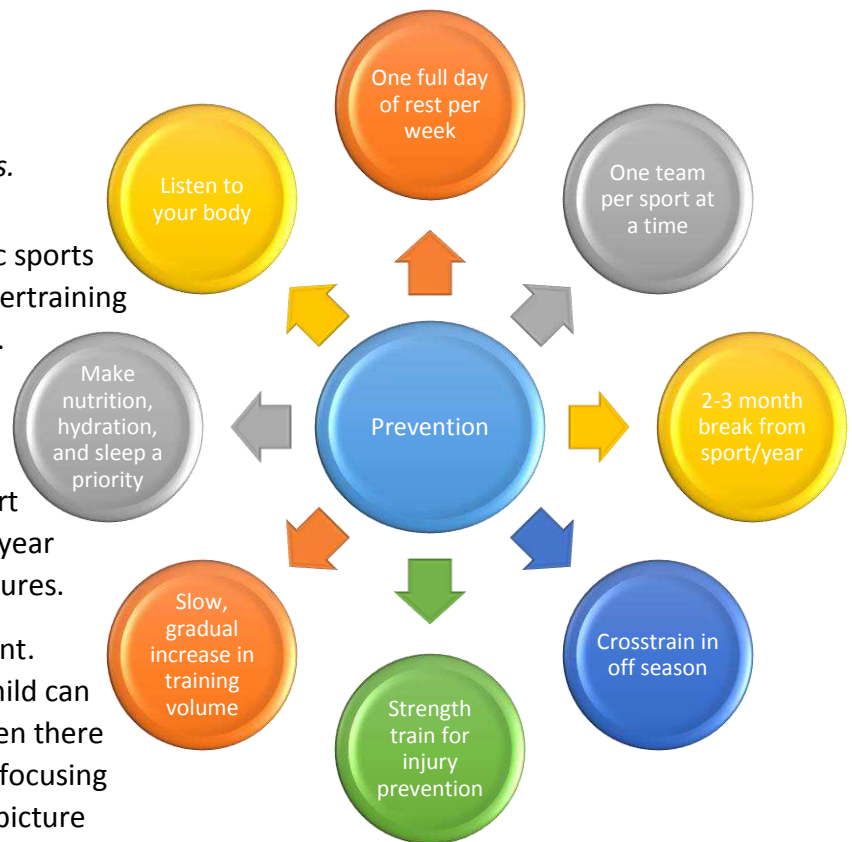 s.
c sports
ertraining
.
rt
year
ures.
nt.
hild can
en there
focusing
picture
One full day
of rest per
week
One team
per sport at
a time
2-3 month
break from
sport/year
Crosstrain in
off season
Strength
train for
injury
prevention
Slow,
gradual
increase in
training
volume
Make
nutrition,
hydration,
and sleep a
priority
Listen to
your body
Prevention